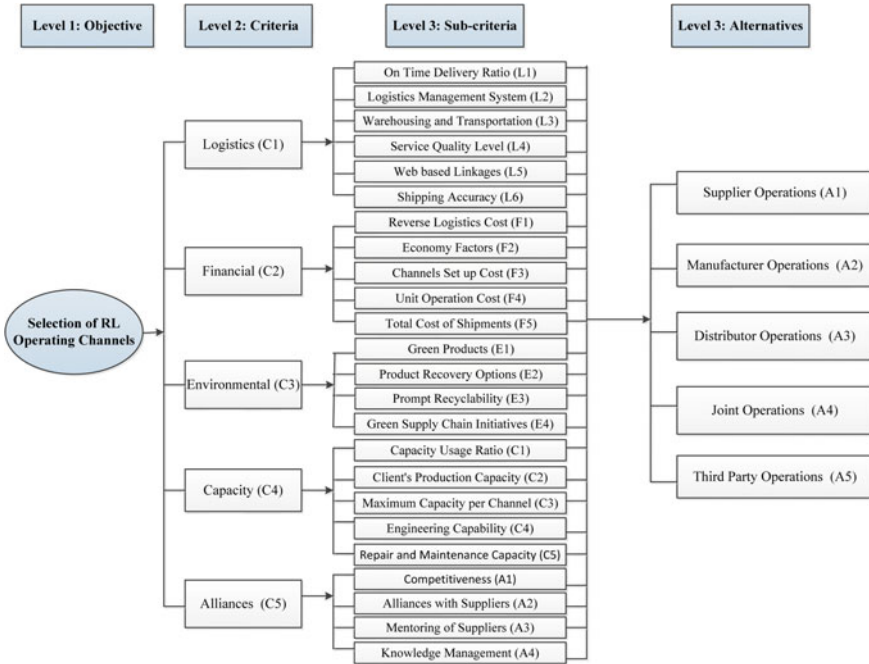 Level 1: Objective
Level 2: Criteria
Level 3: Sub-criteria
Level 3: Alternatives
Selection of RL
Operating Channels
Logistics (C1)
Financial (C2)
Environmental (C3)
Capacity (C4)
Alliances (C5)
On Time Delivery Ratio (L1)
Logistics Management System (L2)
Warehousing and Transportation (L3)
Service Quality Level (L4)
Web based Linkages (L5)
Shipping Accuracy (L6)
Reverse Logistics Cost (F1)
Economy Factors (F2)
Channels Set up Cost (F3)
Unit Operation Cost (F4)
Total Cost of Shipments (F5)
Green Products (E1)
Product Recovery Options (E2)
Prompt Recyclability (E3)
Green Supply Chain Initiatives (E4)
Capacity Usage Ratio (C1)
Client's Production Capacity (C2)
Maximum Capacity per Channel (C3)
Engineering Capability (C4)
Repair and Maintenance Capacity (C5)
Competitiveness (A1)
Alliances with Suppliers (A2)
Mentoring of Suppliers (A3)
Knowledge Management (A4)
Supplier Operations (A1)
Manufacturer Operations (A2)
Distributor Operations (A3)
Joint Operations (A4)
Third Party Operations (A5)